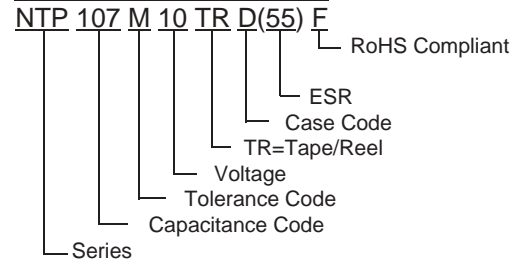 NTP 107 M 10 TR D(55) F
RoHS Compliant
ESR
Case Code
TR=Tape/Reel
Voltage
Tolerance Code
Capacitance Code
Series